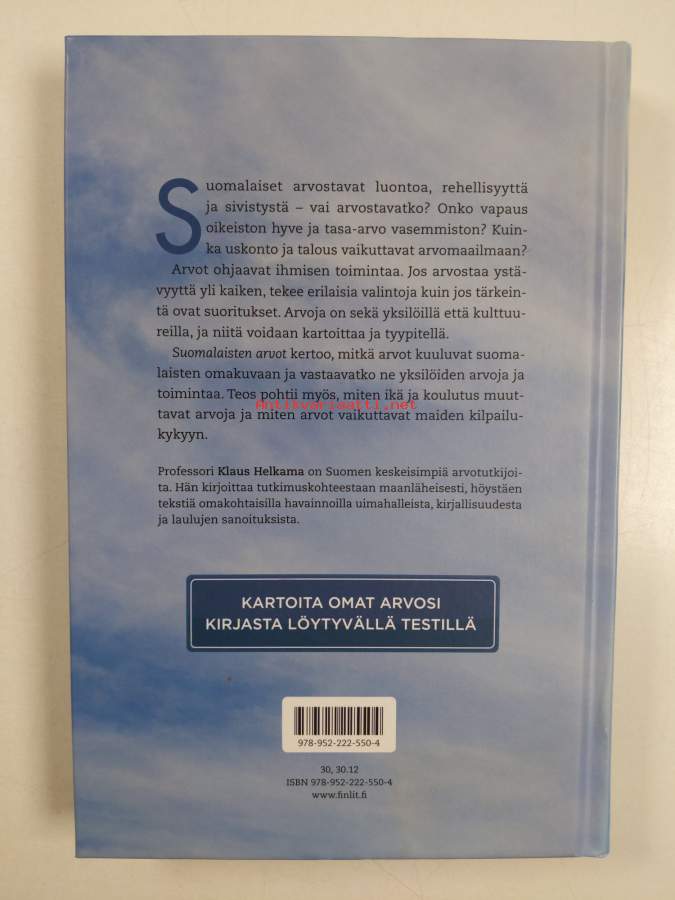 Suomalaiset arvostavat luontoa, rehellisyyttä
ja sivistystä – vai arvostavatko? Onko vapaus
oikeiston hyve ja tasa-arvo vasemmiston? Kuin-
ka uskonto ja talous vaikuttavat arvomaailmaan?
Arvot ohjaavat ihmisen toimintaa. Jos arvostaa ystä-
vyyttä yli kaiken, tekee erilaisia valintoja kuin jos tärkein-
tä ovat suoritukset. Arvoja on sekä yksilöillä että kulttuu-
reilla, ja niitä voidaan kartoittaa ja tyypitellä.
Suomalaisten arvot kertoo, mitkä arvot kuuluvat suoma-
laisten omakuvaan ja vastaavatko ne yksilöiden arvoja ja
toimintaa. Teos pohtii myös, miten ikä ja koulutus muut-
Antikvariaatti.net
tavat arvoja ja miten arvot vaikuttavat maiden kilpailu-
kykyyn.
Professori Klaus Helkama on Suomen keskeisimpiä arvotutkijoi-
ta. Hän kirjoittaa tutkimuskohteestaan maanläheisesti, höystäen
tekstiä omakohtaisilla havainnoilla uimahalleista, kirjallisuudesta
ja laulujen sanoituksista.
KARTOITA OMAT ARVOSI
KIRJASTA LÖYTYVÄLLÄ TESTILLÄ
978-952-222-550-4
30, 30.12
ISBN 978-952-222-550-4
www.finlit.fi